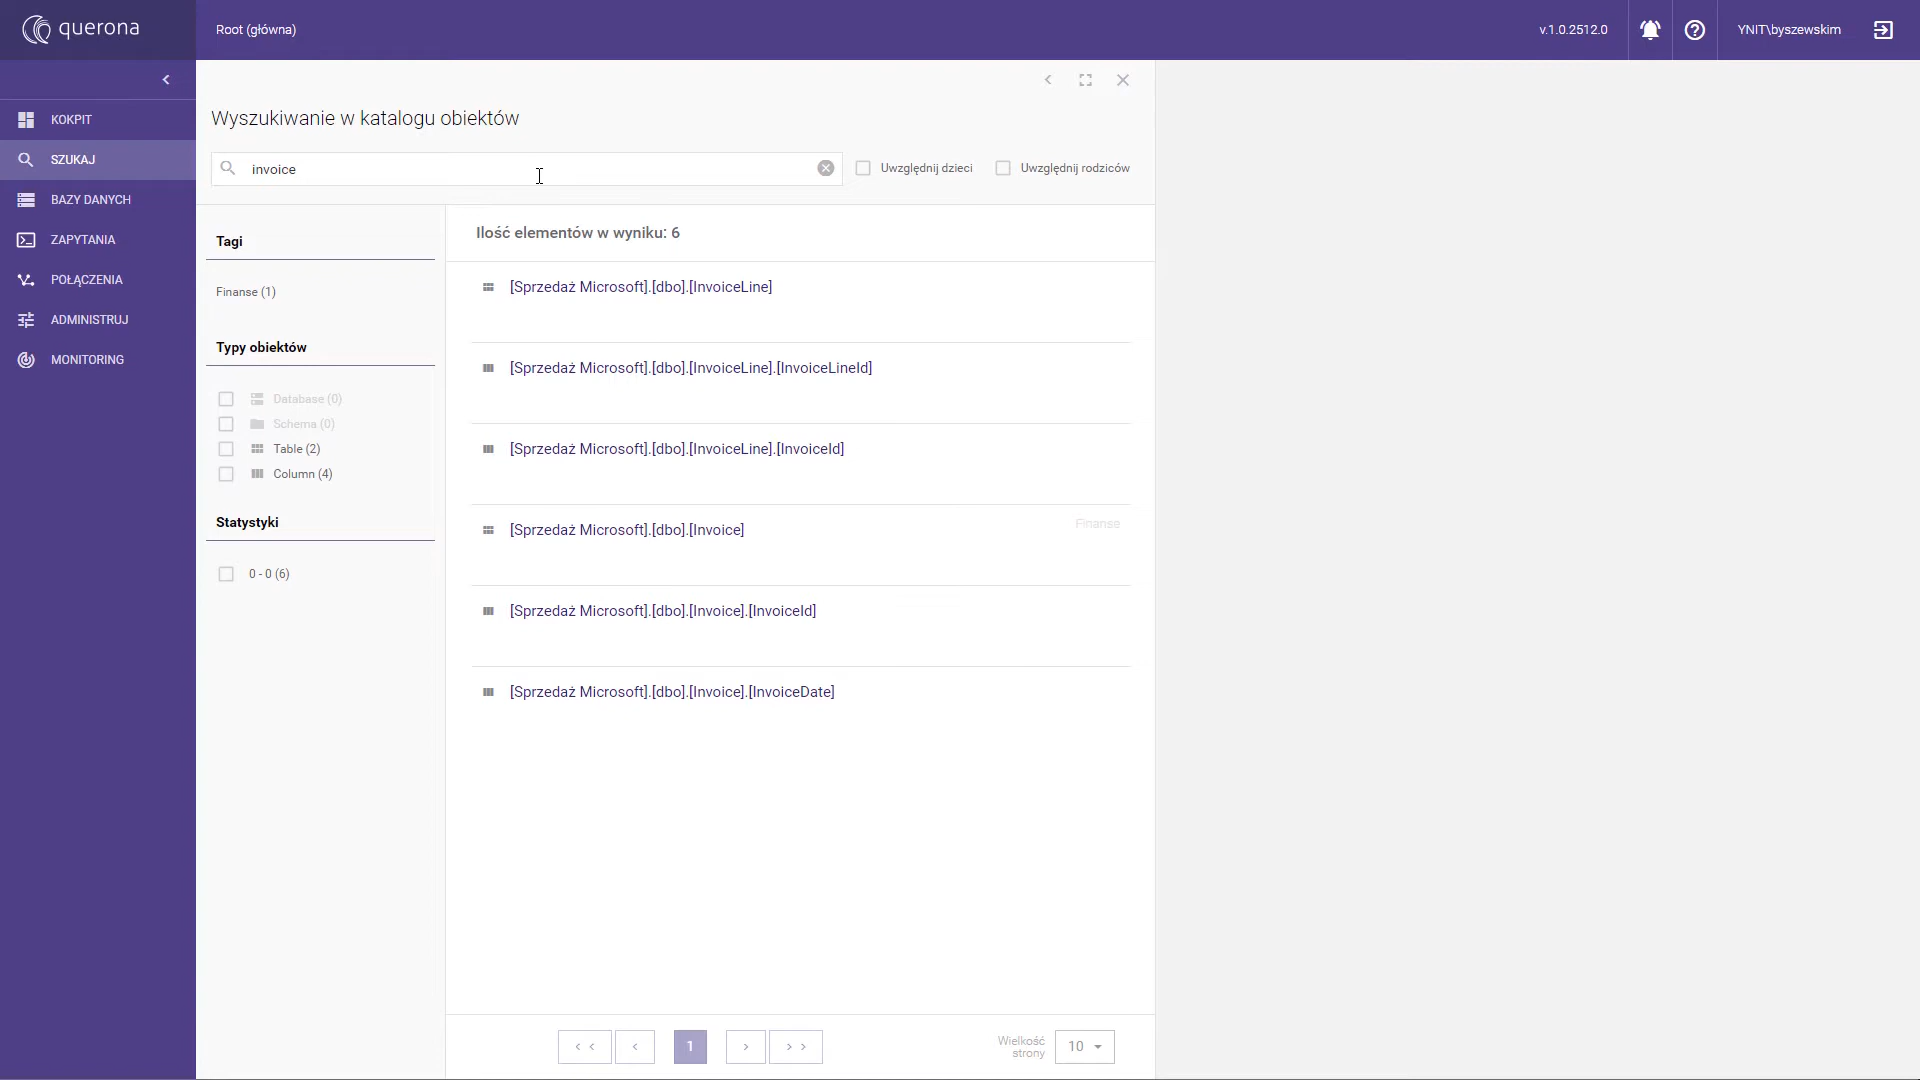 querona
Root (główna)
v.1.0.2512.0
YNIT\byszewskim
KOKPIT
SZUKAJ
BAZY DANYCH
ZAPYTANIA
POŁĄCZENIA
ADMINISTRUJ
MONITORING
Wyszukiwanie w katalogu obiektów
invoice
Uwzględnij dzieci
Uwzględnij rodziców
Tagi
Finanse (1)
Typy obiektów
Database (0)
Schema (0)
Table (2)
Column (4)
Statystyki
0 - 0 (6)
Ilość elementów w wyniku: 6
[Sprzedaż Microsoft].[dbo].[InvoiceLine]
[Sprzedaż Microsoft].[dbo].[InvoiceLine].[InvoiceLineId]
[Sprzedaż Microsoft].[dbo].[InvoiceLine].[InvoiceId]
[Sprzedaż Microsoft].[dbo].[Invoice]
Finanse
[Sprzedaż Microsoft].[dbo].[Invoice].[InvoiceId]
[Sprzedaż Microsoft].[dbo].[Invoice].[InvoiceDate]
< <
<
1
>
> >
Wielkość
strony
10